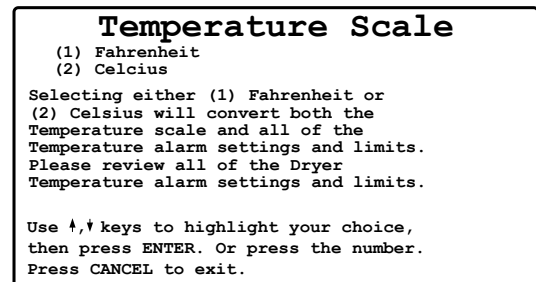 Temperature Scale
(1) Fahrenheit
(2) Celcius
Selecting either (1) Fahrenheit or
(2) Celsius will convert both the
Temperature scale and all of the
Temperature alarm settings and limits.
Please review all of the Dryer
Temperature alarm settings and limits.
Use ↑,↓ keys to highlight your choice,
then press ENTER. Or press the number.
Press CANCEL to exit.